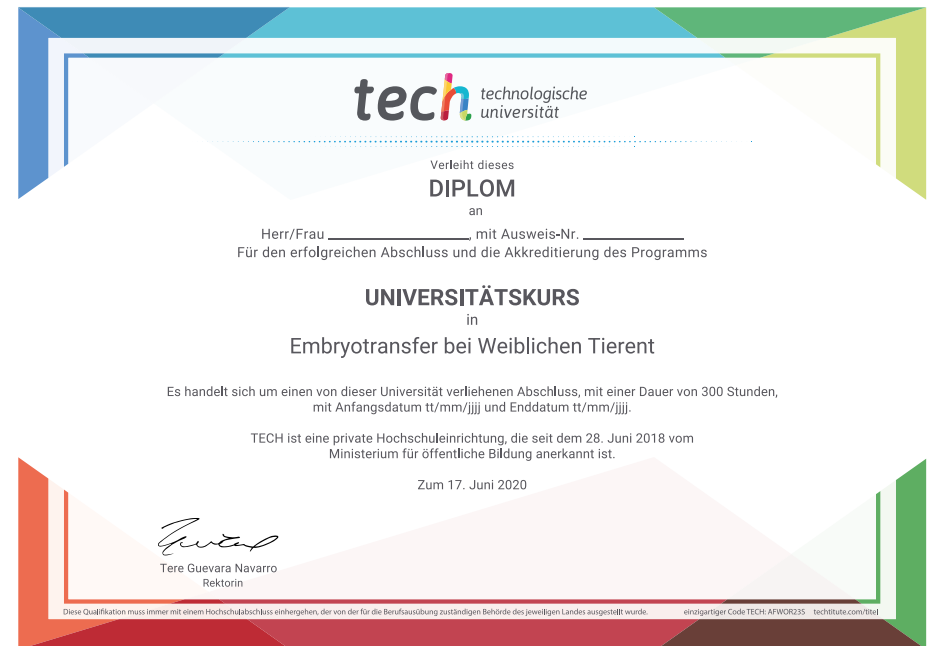 tech technologische
universität
Verleiht dieses
DIPLOM
an
Herr/Frau ____________, mit Ausweis-Nr. ____________
Für den erfolgreichen Abschluss und die Akkreditierung des Programms
UNIVERSITÄTSKURS
in
Embryotransfer bei Weiblichen Tierent
Es handelt sich um einen von dieser Universität verliehenen Abschluss, mit einer Dauer von 300 Stunden,
mit Anfangsdatum tt/mm/jjjj und Enddatum tt/mm/jjjj.
TECH ist eine private Hochschuleinrichtung, die seit dem 28. Juni 2018 vom
Ministerium für öffentliche Bildung anerkannt ist.
Zum 17. Juni 2020
Tere Guevara Navarro
Rektorin
Diese Qualifikation muss immer mit einem Hochschulabschluss einhergehen, der von der für die Berufsausübung zuständigen Behörde des jeweiligen Landes ausgestellt wurde. einzigartiger Code TECH: AFWOR235 techtitute.com/titel